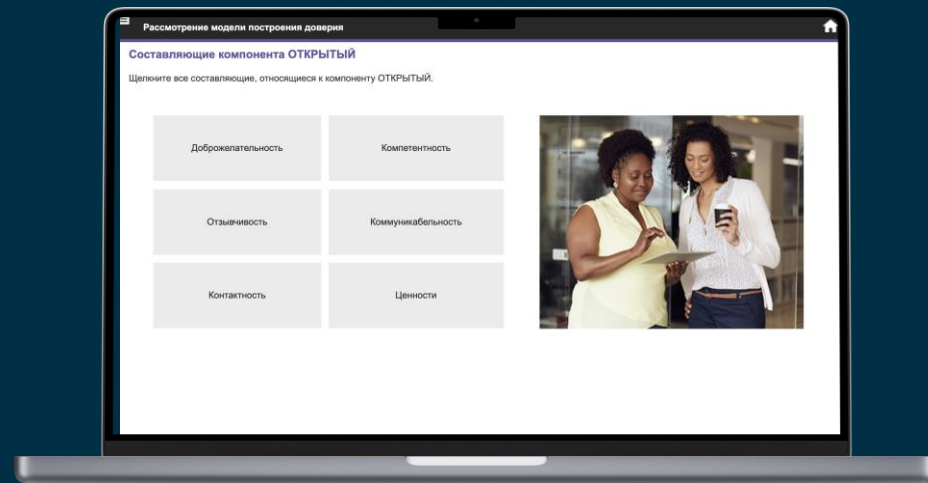 Рассмотрение модели построения доверия
Составляющие компонента ОТКРЫТЫЙ
Щелкните все составляющие, относящиеся к компоненту ОТКРЫТЫЙ.
Доброжелательность
Компетентность
Отзывчивость
Коммуникабельность
Контактность
Ценности